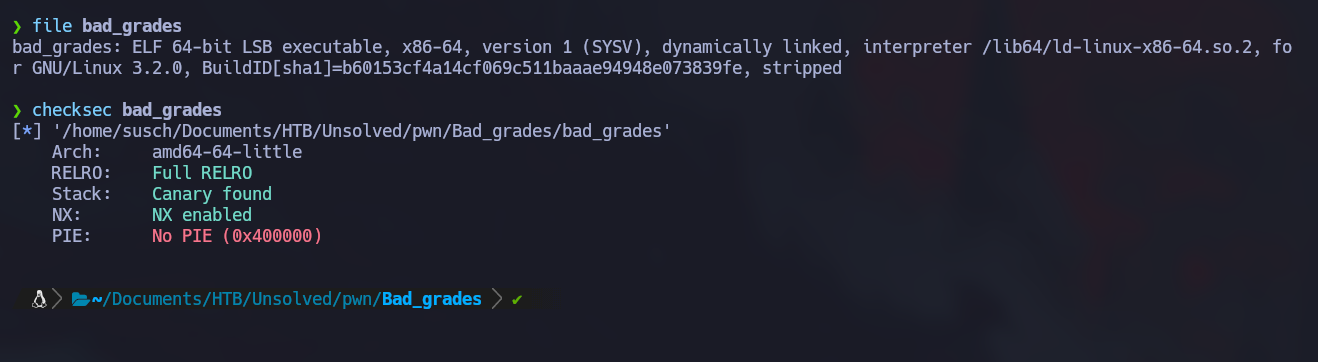 ❯ file bad_grades
bad_grades: ELF 64-bit LSB executable, x86-64, version 1 (SYSV), dynamically linked, interpreter /lib64/ld-linux-x86-64.so.2, fo
r GNU/Linux 3.2.0, BuildID[sha1]=b60153cf4a14cf069c511baaae94948e073839fe, stripped
❯ checksec bad_grades
[*] '/home/susch/Documents/HTB/Unsolved/pwn/Bad_grades/bad_grades'
    Arch:     amd64-64-little
    RELRO:    Full RELRO
    Stack:    Canary found
    NX:       NX enabled
    PIE:      No PIE (0x400000)
~/Documents/HTB/Unsolved/pwn/Bad_grades ✔